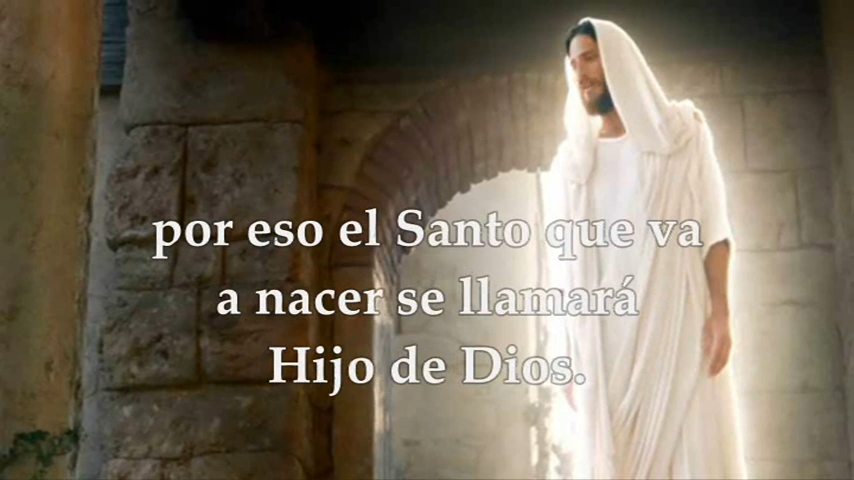 por eso el Santo que va
a nacer se llamará
Hijo de Dios.